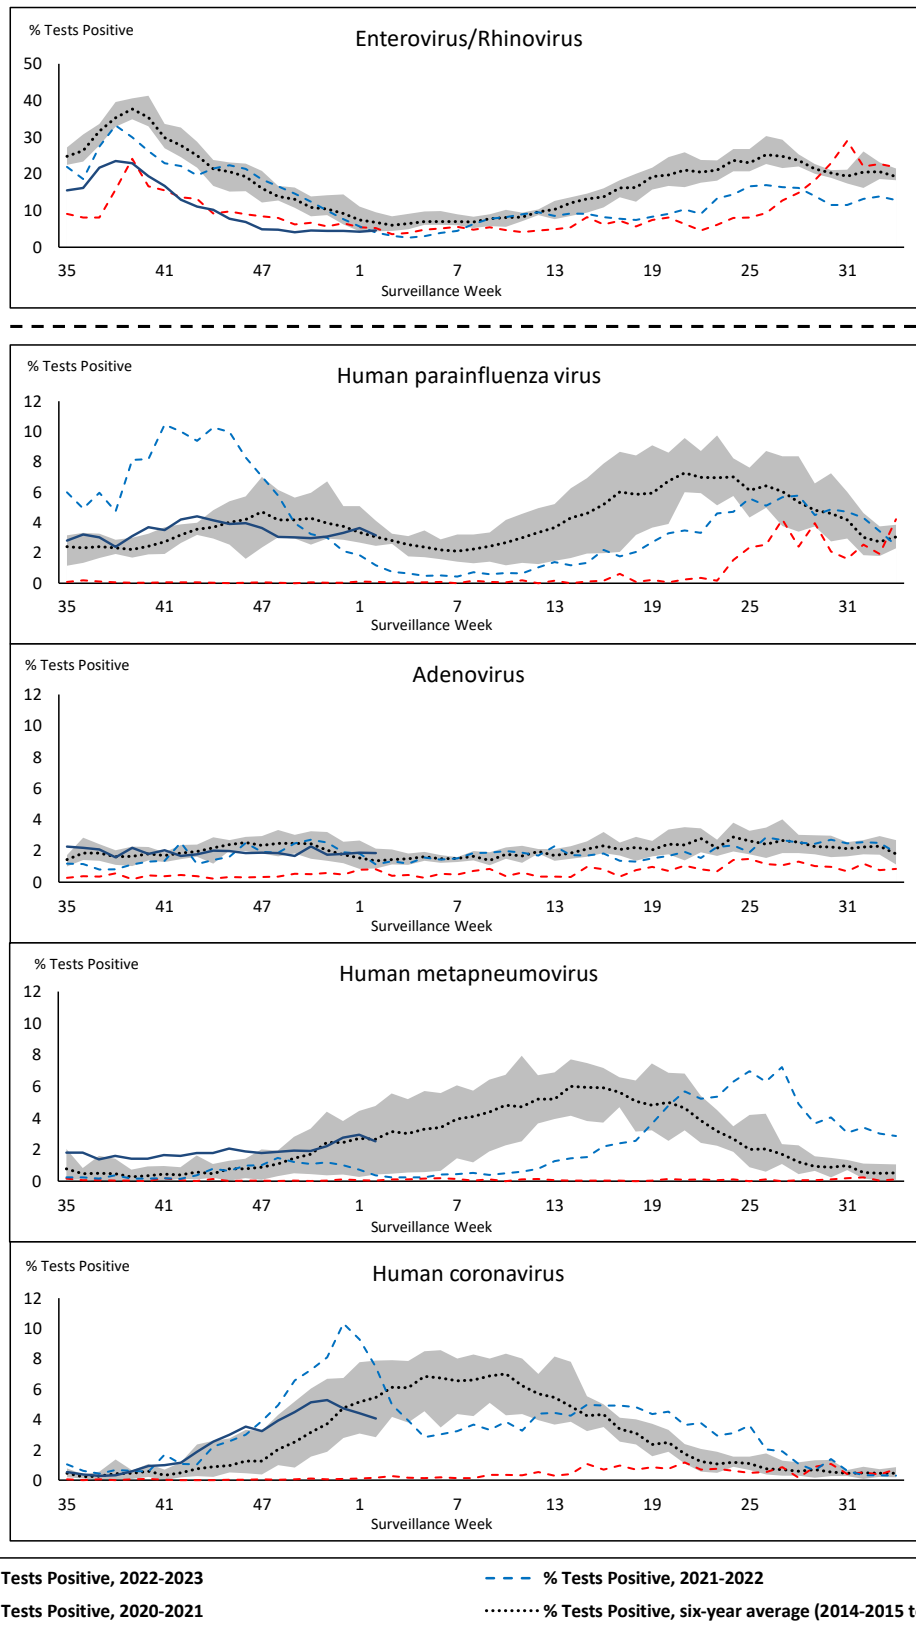 % Tests Positive
Enterovirus/Rhinovirus
50
40
30
20
10
0
35 41 47 1 7 13 19 25 31
Surveillance Week
% Tests Positive
Human parainfluenza virus
12
10
8
6
4
2
0
35 41 47 1 7 13 19 25 31
Surveillance Week
% Tests Positive
Adenovirus
12
10
8
6
4
2
0
35 41 47 1 7 13 19 25 31
% Tests Positive
Human metapneumovirus
12
10
8
6
4
2
0
35 41 47 1 7 13 19 25 31
Surveillance Week
% Tests Positive
Human coronavirus
12
10
8
6
4
2
0
35 41 47 1 7 13 19 25 31
Surveillance Week
Tests Positive, 2022-2023 % Tests Positive, 2021-2022
Tests Positive, 2020-2021 % Tests Positive, six-year average (2014-2015 t